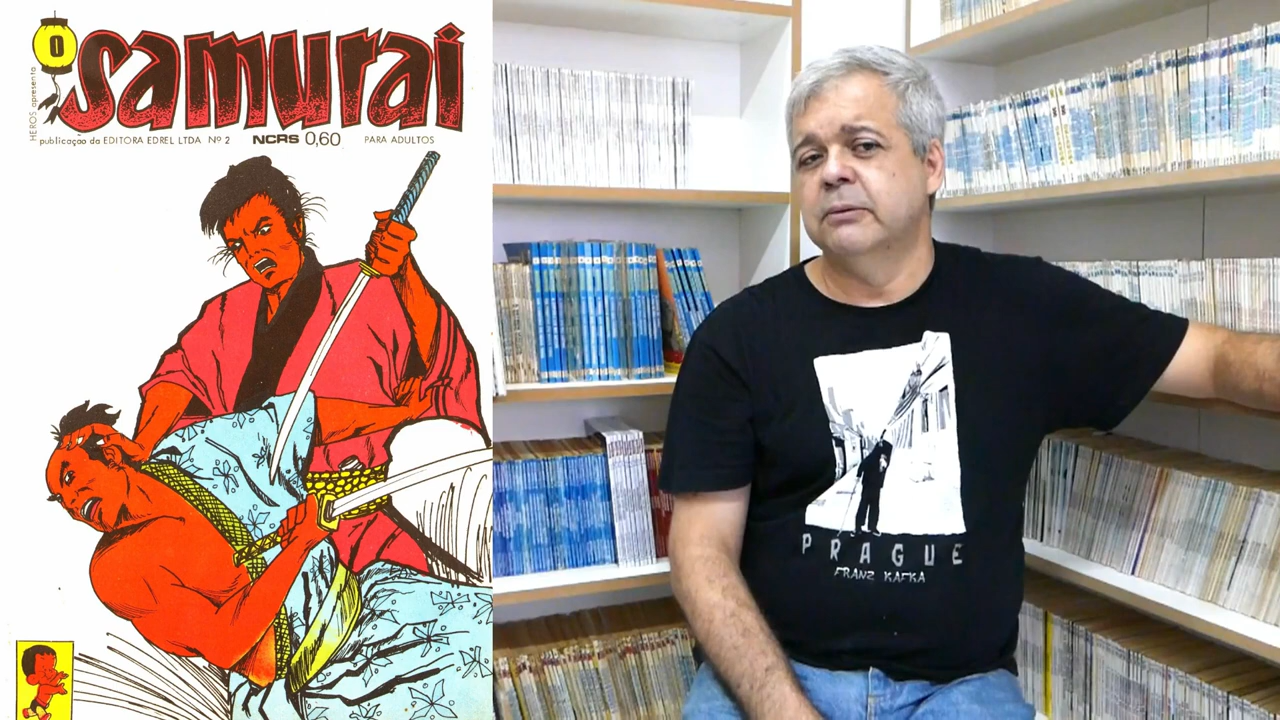 O
samurai
HEROS apresenta
publicação da EDITORA EDREL LTDA Nº 2 NCR$ 0,60 PARA ADULTOS
PRAGUE
FRANZ KAFKA